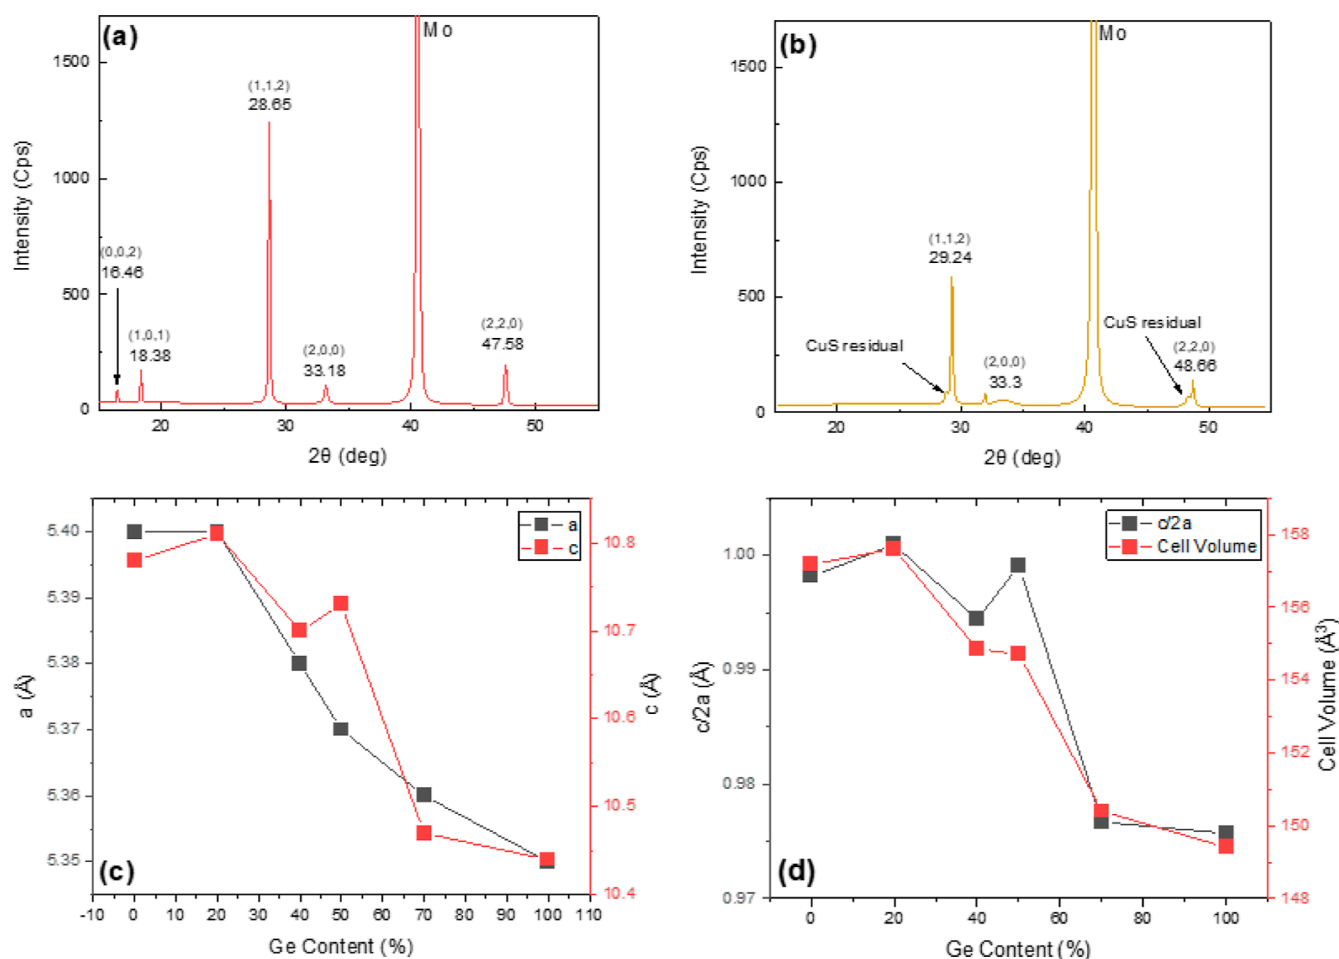 (a)
Mo
1500
(1,1,2)
28.65
1000
Intensity (Cps)
(0,0,2)
16.46
500
(1,0,1)
18.38
(2,0,0)
33.18
(2,2,0)
47.58
0
20
30
40
50
2θ (deg)
(b)
Mo
1500
1000
Intensity (Cps)
(1,1,2)
29.24
500
CuS residual
CuS residual
(2,0,0)
33.3
(2,2,0)
48.66
0
20
30
40
50
2θ (deg)
5.40
5.39
5.38
5.37
5.36
5.35
a (Å)
a
c
10.8
10.7
10.6
10.5
10.4
c (Å)
(c)
-10 0 10 20 30 40 50 60 70 80 90 100 110
Ge Content (%)
1.00
0.99
0.98
0.97
c/2a (Å)
c/2a
Cell Volume
158
156
154
152
150
148
Cell Volume (Å³)
(d)
0 20 40 60 80 100
Ge Content (%)